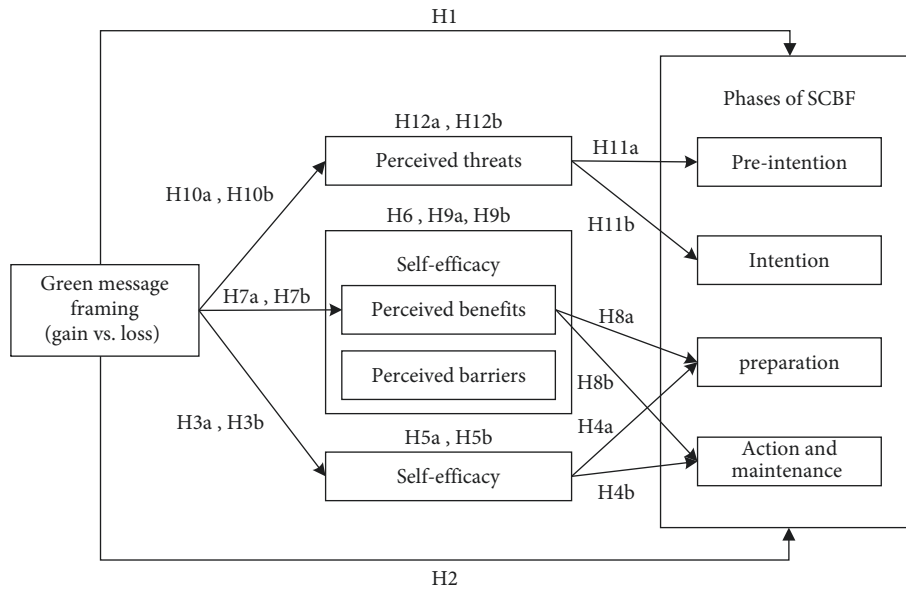 H1
Phases of SCBF
H12a , H12b
Perceived threats
H11a
Pre-intention
H10a , H10b
H11b
H6 , H9a, H9b
Self-efficacy
Intention
Green message
framing
(gain vs. loss)
H7a , H7b
Perceived benefits
H8a
Perceived barriers
preparation
H8b
H3a , H3b
H4a
H5a , H5b
Self-efficacy
Action and
maintenance
H4b
H2